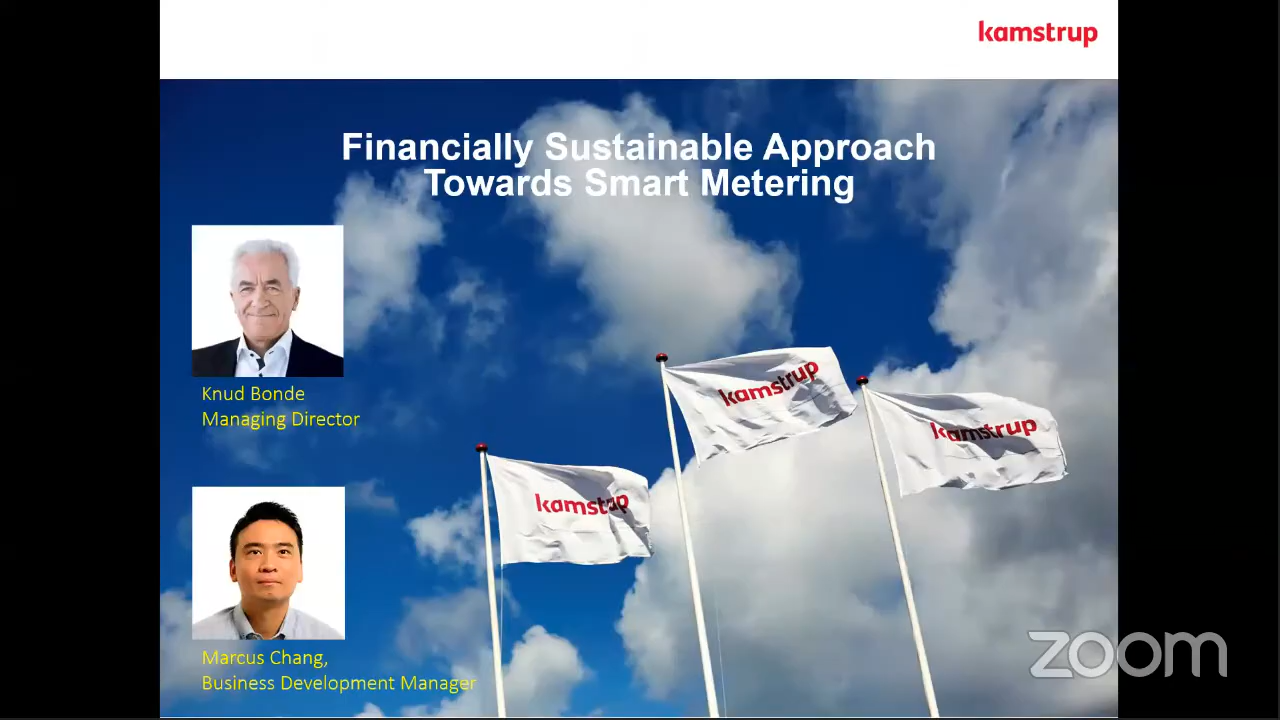 kamstrup
Financially Sustainable Approach
Towards Smart Metering
Knud Bonde
Managing Director
kamstrup
kamstrup
kamstrup
Marcus Chang,
Business Development Manager
zoom